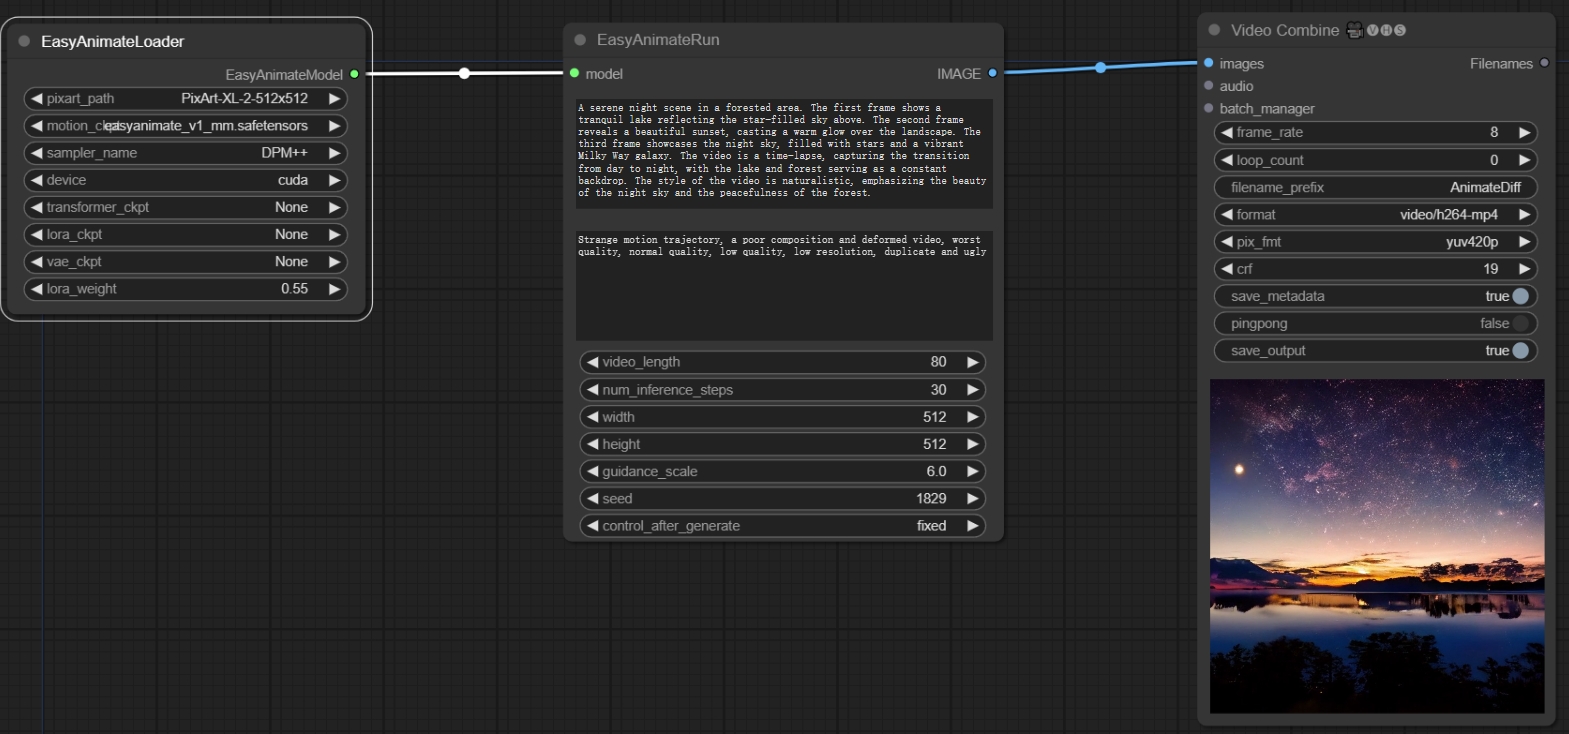 EasyAnimateLoader
EasyAnimateModel
pixart_path PixArt-XL-2-512x512
easyanimate_v1_mm.safetensors
sampler_name DPM++
device cuda
transformer_ckpt None
lora_ckpt None
vae_ckpt None
lora_weight 0.55
EasyAnimateRun
model IMAGE
A serene night scene in a forested area. The first frame shows a
tranquil lake reflecting the star-filled sky above. The second frame
reveals a beautiful sunset, casting a warm glow over the landscape. The
third frame showcases the night sky, filled with stars and a vibrant
Milky Way galaxy. The video is a time-lapse, capturing the transition
from day to night, with the lake and forest serving as a constant
backdrop. The style of the video is naturalistic, emphasizing the beauty
of the night sky and the peacefulness of the forest.
Strange motion trajectory, a poor composition and deformed video, worst
quality, normal quality, low quality, low resolution, duplicate and ugly
video_length 80
num_inference_steps 30
width 512
height 512
guidance_scale 6.0
seed 1829
control_after_generate fixed
Video Combine 🎥🅥🅗🅢
images Filenames
audio
batch_manager
frame_rate 8
loop_count 0
filename_prefix AnimateDiff
format video/h264-mp4
pix_fmt yuv420p
crf 19
save_metadata true
pingpong false
save_output true